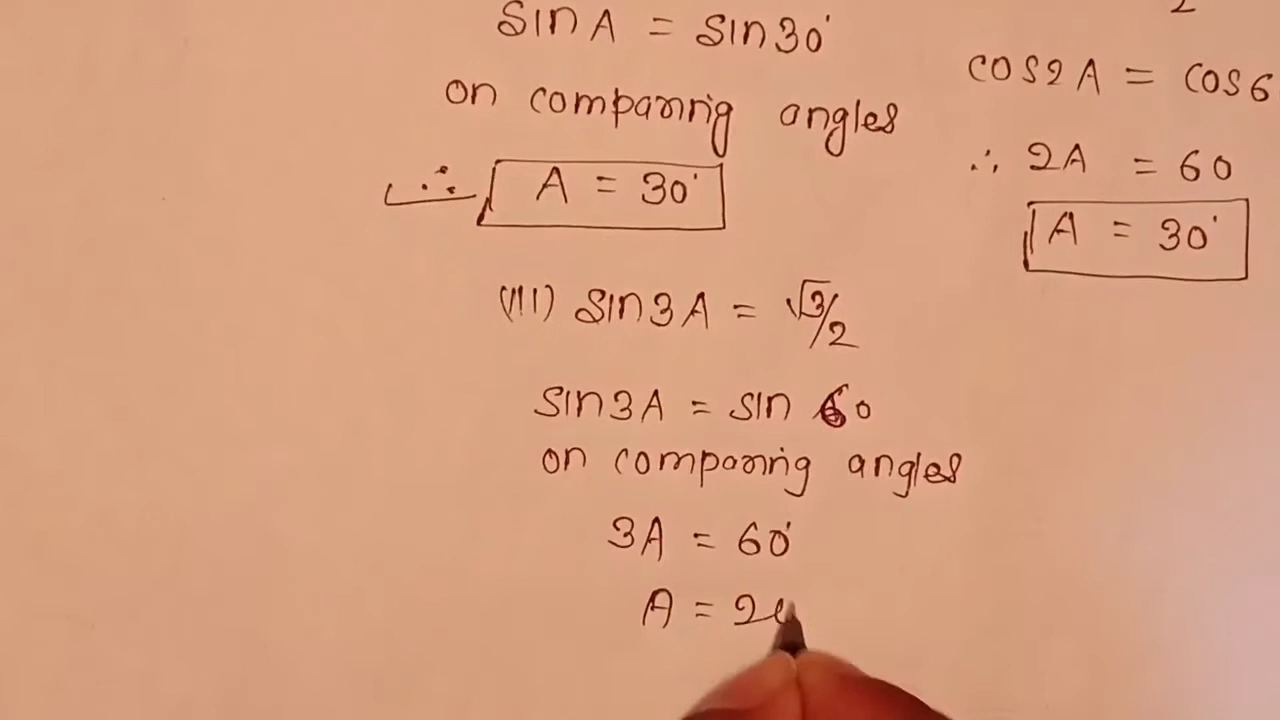 sin A = sin 30°
on comparing angles
∴ A = 30°
(iii) sin 3A = √3/2
sin 3A = sin 60
on comparing angles
3A = 60°
A = 20
cos 2A = cos 6
∴ 2A = 60
A = 30°